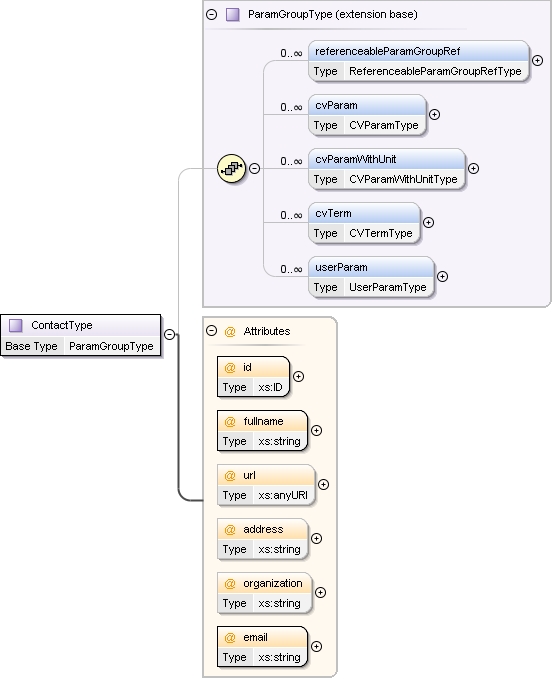 ParamGroupType (extension base)
0..∞ referenceableParamGroupRef
Type ReferenceableParamGroupRefType
0..∞ cvParam
Type CVParamType
0..∞ cvParamWithUnit
Type CVParamWithUnitType
0..∞ cvTerm
Type CVTermType
0..∞ userParam
Type UserParamType
ContactType
Base Type ParamGroupType
@ Attributes
@ id
Type xs:ID
@ fullname
Type xs:string
@ url
Type xs:anyURI
@ address
Type xs:string
@ organization
Type xs:string
@ email
Type xs:string